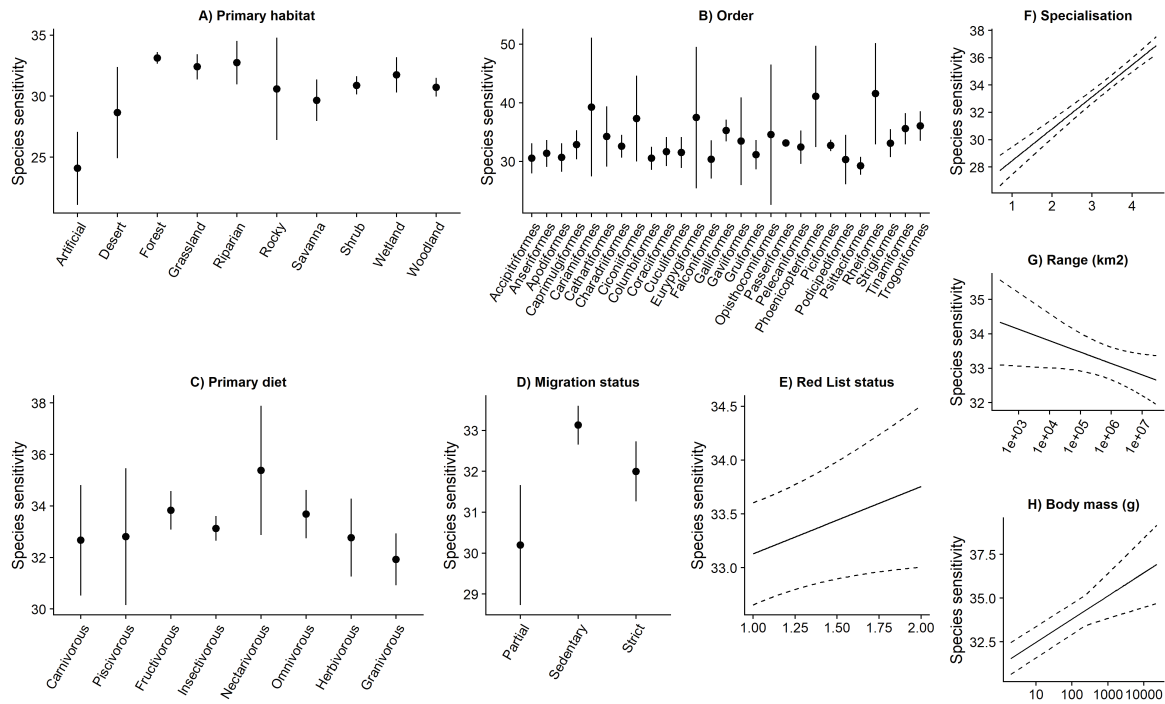 A) Primary habitat
Species sensitivity
35
30
25
Artificial
Desert
Forest
Grassland
Riparian
Rocky
Savanna
Shrub
Wetland
Woodland
B) Order
Species sensitivity
50
40
30
Accipitriformes
Anseriformes
Apodiformes
Caprimulgiformes
Cariamiformes
Cathartiformes
Charadriiformes
Ciconiiformes
Columbiformes
Coraciiformes
Cuculiformes
Eurypygiformes
Falconiformes
Galliformes
Gaviiformes
Gruiformes
Opisthocomiformes
Passeriformes
Pelecaniformes
Phoenicopteriformes
Piciformes
Podicipediformes
Psittaciformes
Rheiformes
Strigiformes
Tinamiformes
Trogoniformes
F) Specialisation
Species sensitivity
38
36
34
32
30
28
1 2 3 4
G) Range (km2)
Species sensitivity
35
34
33
32
1e+03
1e+04
1e+05
1e+06
1e+07
C) Primary diet
Species sensitivity
38
36
34
32
30
Carnivorous
Piscivorous
Fructivorous
Insectivorous
Nectarivorous
Omnivorous
Herbivorous
Granivorous
D) Migration status
Species sensitivity
33
32
31
30
29
Partial
Sedentary
Strict
E) Red List status
Species sensitivity
34.5
34.0
33.5
33.0
1.00 1.25 1.50 1.75 2.00
H) Body mass (g)
Species sensitivity
37.5
35.0
32.5
10 100 1000 10000